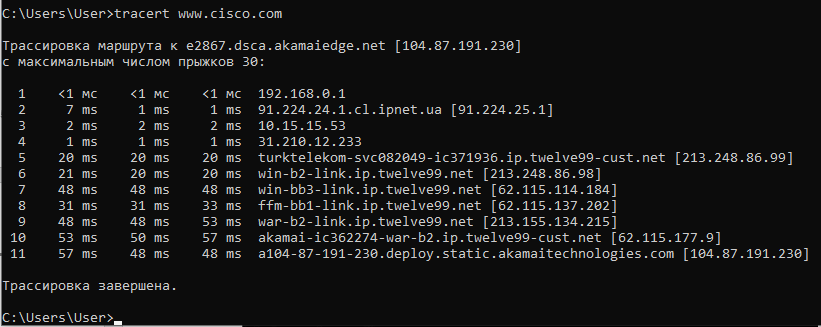 C:\Users\User>tracert www.cisco.com
Трассировка маршрута к e2867.dsca.akamaiedge.net [104.87.191.230]
с максимальным числом прыжков 30:
1 <1 мс <1 мс <1 мс 192.168.0.1
2 7 ms 1 ms 1 ms 91.224.24.1.cl.ipnet.ua [91.224.25.1]
3 2 ms 2 ms 2 ms 10.15.15.53
4 1 ms 1 ms 1 ms 31.210.12.233
5 20 ms 20 ms 20 ms turktelekom-svc082049-ic371936.ip.twelve99-cust.net [213.248.86.99]
6 21 ms 20 ms 20 ms win-b2-link.ip.twelve99.net [213.248.86.98]
7 48 ms 48 ms 48 ms win-bb3-link.ip.twelve99.net [62.115.114.184]
8 31 ms 31 ms 33 ms ffm-bb1-link.ip.twelve99.net [62.115.137.202]
9 48 ms 48 ms 53 ms war-b2-link.ip.twelve99.net [213.155.134.215]
10 53 ms 50 ms 57 ms akamai-ic362274-war-b2.ip.twelve99-cust.net [62.115.177.9]
11 57 ms 48 ms 48 ms a104-87-191-230.deploy.static.akamaitechnologies.com [104.87.191.230]
Трассировка завершена.
C:\Users\User>